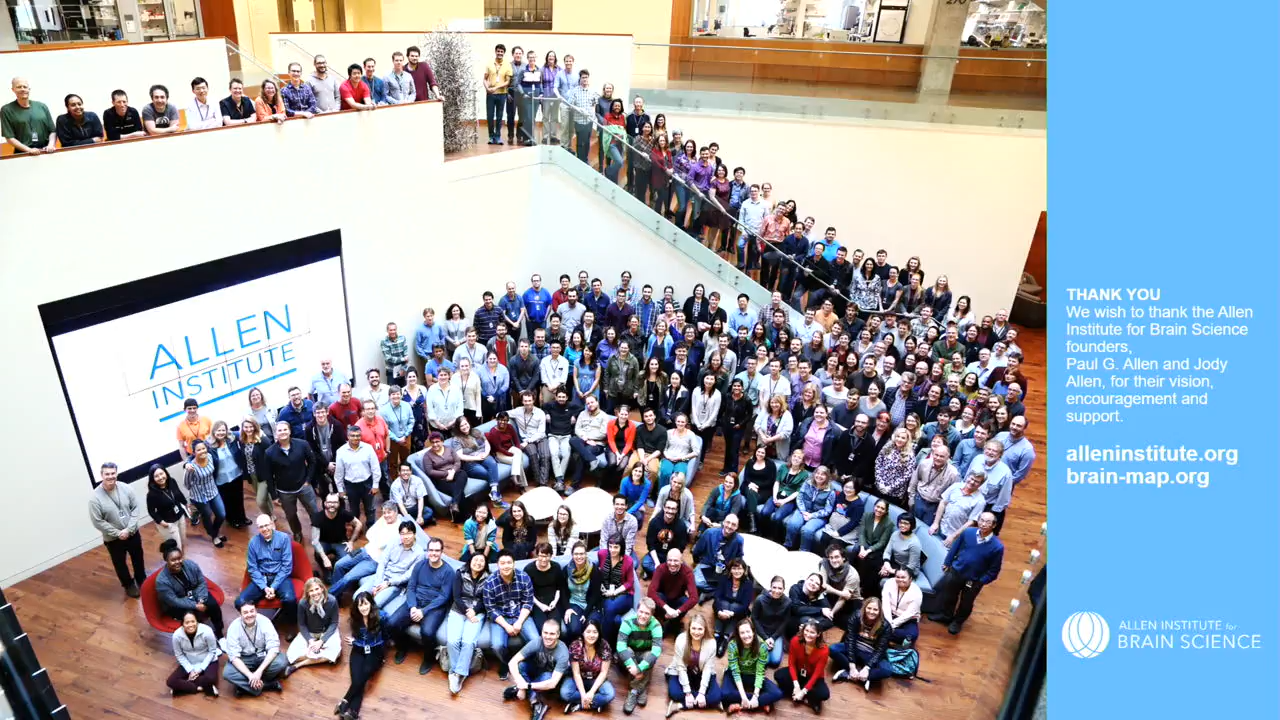 ALLEN
INSTITUTE
THANK YOU
We wish to thank the Allen
Institute for Brain Science
founders,
Paul G. Allen and Jody
Allen, for their vision,
encouragement and
support.
alleninstitute.org
brain-map.org
ALLEN INSTITUTE for
BRAIN SCIENCE